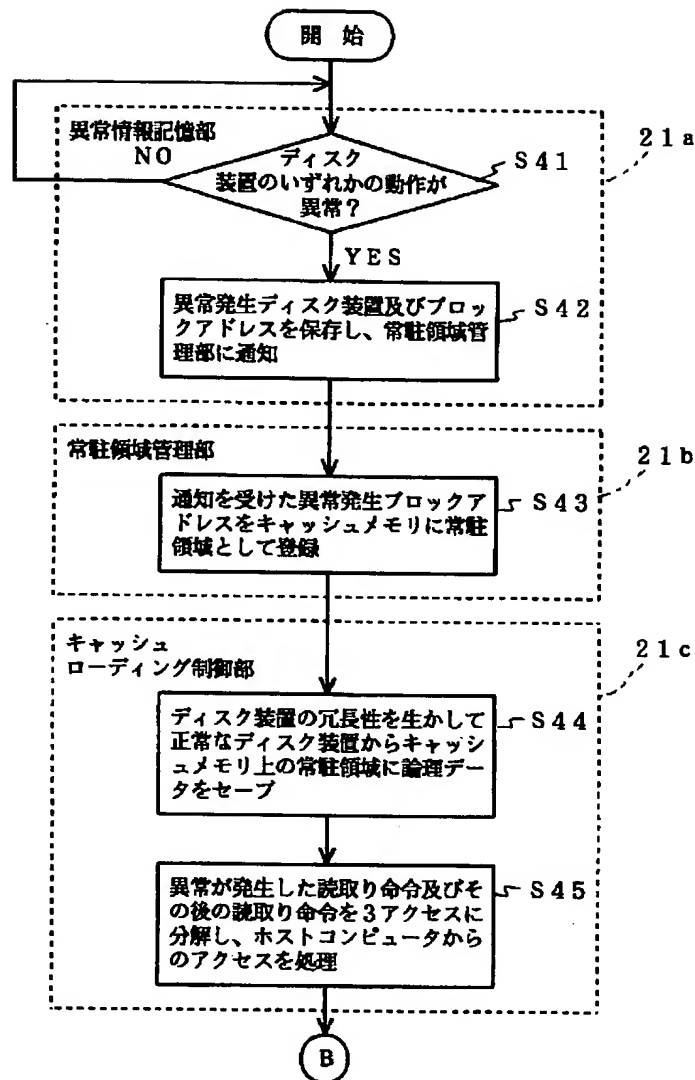 開 始
異常情報記憶部
21a
NO
ディスク
装置のいずれかの動作が
異常？
S41
YES
異常発生ディスク装置及びブロッ
クアドレスを保存し、常駐領域管
理部に通知
S42
常駐領域管理部
21b
通知を受けた異常発生ブロックア
ドレスをキャッシュメモリに常駐
領域として登録
S43
キャッシュ
ローディング制御部
21c
ディスク装置の冗長性を生かして
正常なディスク装置からキャッシ
ュメモリ上の常駐領域に論理デー
タをセーブ
S44
異常が発生した読取り命令及びそ
の後の読取り命令を3アクセスに
分解し、ホストコンピュータから
のアクセスを処理
S45
B